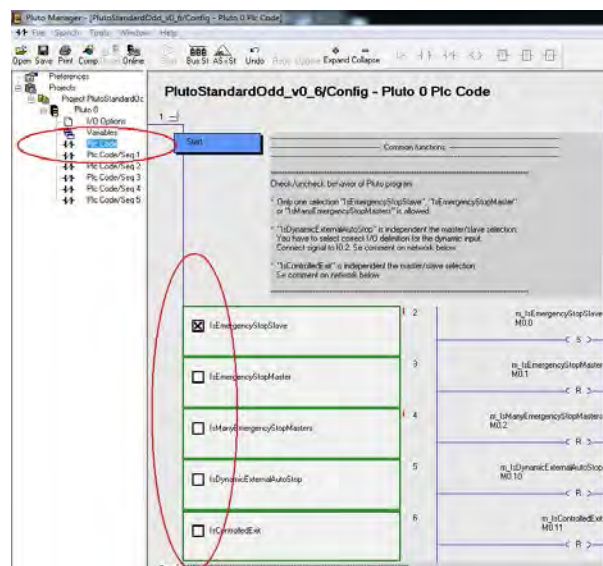 Pluto Manager - [PlutoStandardOdd_v0_6/Config - Pluto 0 Plc Code]
File Search Tools Window Help
Open Save Print Comp. Online Bus St AS-i St Undo Expand Collapse
Preferences
Projects
Project PlutoStandardOc
Pluto 0
I/O Options
Variables
Plc Code
Plc Code/Seq 1
Plc Code/Seq 2
Plc Code/Seq 3
Plc Code/Seq 4
Plc Code/Seq 5
PlutoStandardOdd_v0_6/Config - Pluto 0 Plc Code
1
Start
Common functions
Check/uncheck behavior of Pluto program
* Only one selection "IsEmergencyStopSlave", "IsEmergencyStopMaster"
or "IsManyEmergencyStopMasters" is allowed.
* "IsDynamicExternalAutoStop" is independent the master/slave selection.
You have to select correct I/O definition for the dynamic input.
Connect signal to I0.2. Se comment on network below
* "IsControlledExit" is independent the master/slave selection.
Se comment on network below
IsEmergencyStopSlave
2
m_IsEmergencyStopSlave
M0.0
S
IsEmergencyStopMaster
3
m_IsEmergencyStopMaster
M0.1
R
IsManyEmergencyStopMasters
4
m_IsManyEmergencyStopMasters
M0.2
R
IsDynamicExternalAutoStop
5
m_IsDynamicExternalAutoStop
M0.10
R
IsControlledExit
6
m_IsControlledExit
M0.11
R